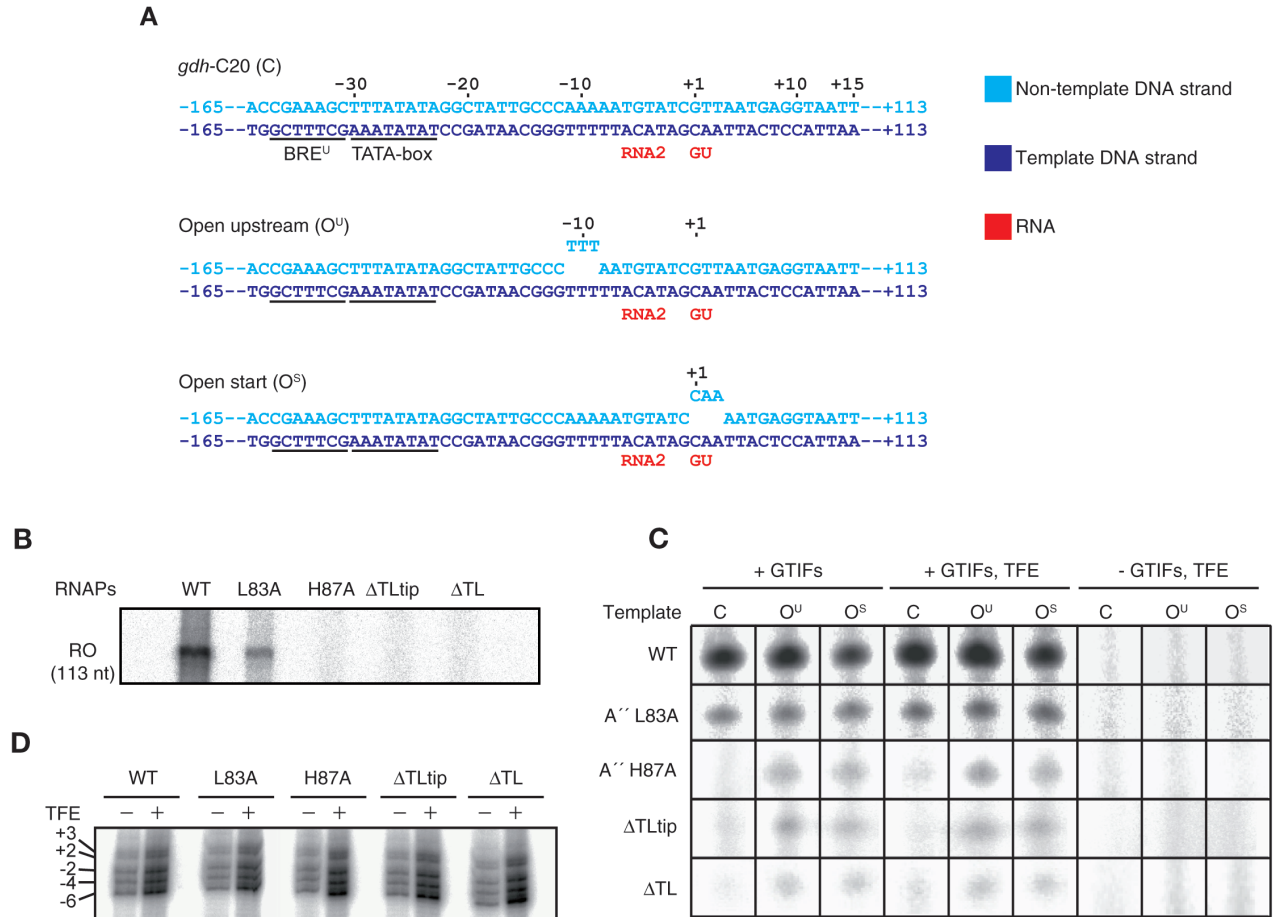 A
gdh-C20 (C)
-30 -20 -10 +1 +10 +15
-165--ACCGAAAGCTTTATATAGGCTATTGCCCAAAAATGTATCGTTAATGAGGTAATT--+113
-165--TGGCTTTCGAAATATATCCGATAACGGGTTTTTACATAGCAATTACTCCATTAA--+113
BREᵁ TATA-box RNA2 GU
Non-template DNA strand
Template DNA strand
RNA
Open upstream (Oᵁ)
-10 +1
TTT
-165--ACCGAAAGCTTTATATAGGCTATTGCCC AATGTATCGTTAATGAGGTAATT--+113
-165--TGGCTTTCGAAATATATCCGATAACGGGTTTTTACATAGCAATTACTCCATTAA--+113
RNA2 GU
Open start (Oˢ)
+1
CAA
-165--ACCGAAAGCTTTATATAGGCTATTGCCCAAAAATGTATC AATGAGGTAATT--+113
-165--TGGCTTTCGAAATATATCCGATAACGGGTTTTTACATAGCAATTACTCCATTAA--+113
RNA2 GU
B
RNAPs WT L83A H87A ΔTLtip ΔTL
RO
(113 nt)
C
+ GTIFs + GTIFs, TFE - GTIFs, TFE
Template C Oᵁ Oˢ C Oᵁ Oˢ C Oᵁ Oˢ
WT
A´´ L83A
A´´ H87A
ΔTLtip
ΔTL
D
WT L83A H87A ΔTLtip ΔTL
TFE − + − + − + − + − +
+3
+2
-2
-4
-6